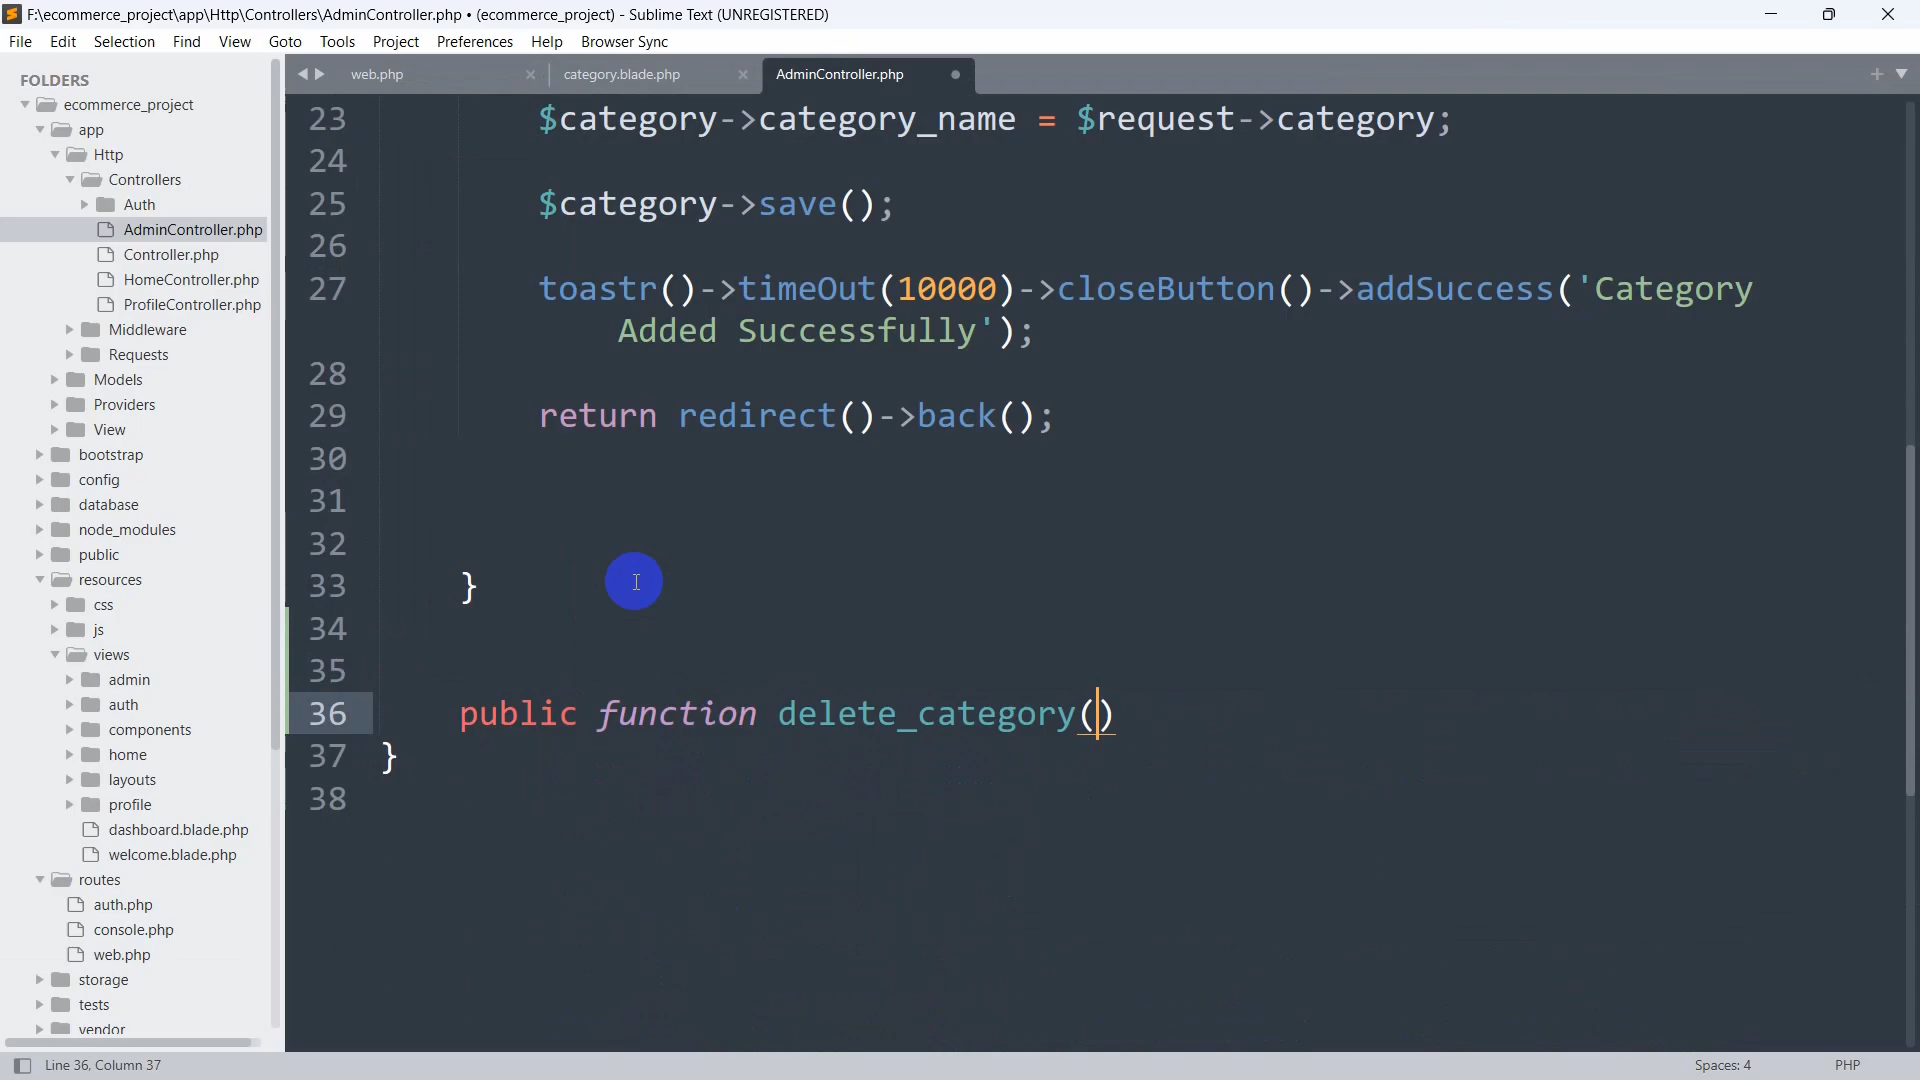 F:\ecommerce_project\app\Http\Controllers\AdminController.php • (ecommerce_project) - Sublime Text (UNREGISTERED)
File Edit Selection Find View Goto Tools Project Preferences Help Browser Sync
FOLDERS
ecommerce_project
app
Http
Controllers
Auth
AdminController.php
Controller.php
HomeController.php
ProfileController.php
Middleware
Requests
Models
Providers
View
bootstrap
config
database
node_modules
public
resources
css
js
views
admin
auth
components
home
layouts
profile
dashboard.blade.php
welcome.blade.php
routes
auth.php
console.php
web.php
storage
tests
vendor
web.php category.blade.php AdminController.php
23 $category->category_name = $request->category;
24
25 $category->save();
26
27 toastr()->timeOut(10000)->closeButton()->addSuccess('Category
Added Successfully');
28
29 return redirect()->back();
30
31
32
33 }
34
35
36 public function delete_category()
37 }
38
Line 36, Column 37 Spaces: 4 PHP